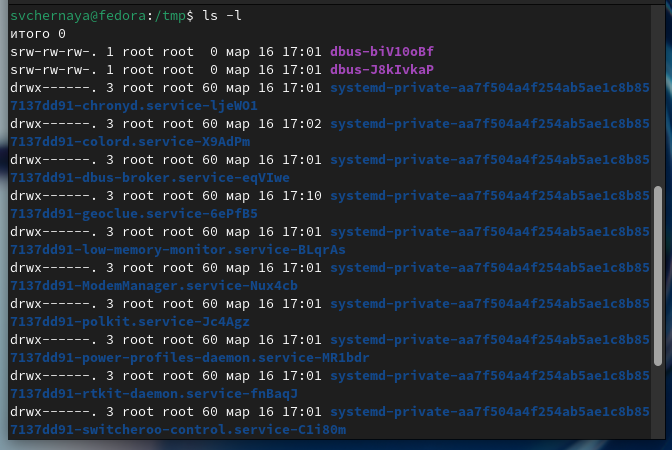 svchernaya@fedora:/tmp$ ls -l
итого 0
srw-rw-rw-. 1 root root  0 мар 16 17:01 dbus-biV10oBf
srw-rw-rw-. 1 root root  0 мар 16 17:01 dbus-J8kIvkaP
drwx------. 3 root root 60 мар 16 17:01 systemd-private-aa7f504a4f254ab5ae1c8b85
7137dd91-chronyd.service-ljeWO1
drwx------. 3 root root 60 мар 16 17:02 systemd-private-aa7f504a4f254ab5ae1c8b85
7137dd91-colord.service-X9AdPm
drwx------. 3 root root 60 мар 16 17:01 systemd-private-aa7f504a4f254ab5ae1c8b85
7137dd91-dbus-broker.service-eqVIwe
drwx------. 3 root root 60 мар 16 17:10 systemd-private-aa7f504a4f254ab5ae1c8b85
7137dd91-geoclue.service-6ePfB5
drwx------. 3 root root 60 мар 16 17:01 systemd-private-aa7f504a4f254ab5ae1c8b85
7137dd91-low-memory-monitor.service-BLqrAs
drwx------. 3 root root 60 мар 16 17:01 systemd-private-aa7f504a4f254ab5ae1c8b85
7137dd91-ModemManager.service-Nux4cb
drwx------. 3 root root 60 мар 16 17:01 systemd-private-aa7f504a4f254ab5ae1c8b85
7137dd91-polkit.service-Jc4Agz
drwx------. 3 root root 60 мар 16 17:01 systemd-private-aa7f504a4f254ab5ae1c8b85
7137dd91-power-profiles-daemon.service-MR1bdr
drwx------. 3 root root 60 мар 16 17:01 systemd-private-aa7f504a4f254ab5ae1c8b85
7137dd91-rtkit-daemon.service-fnBaqJ
drwx------. 3 root root 60 мар 16 17:01 systemd-private-aa7f504a4f254ab5ae1c8b85
7137dd91-switcheroo-control.service-C1i80m